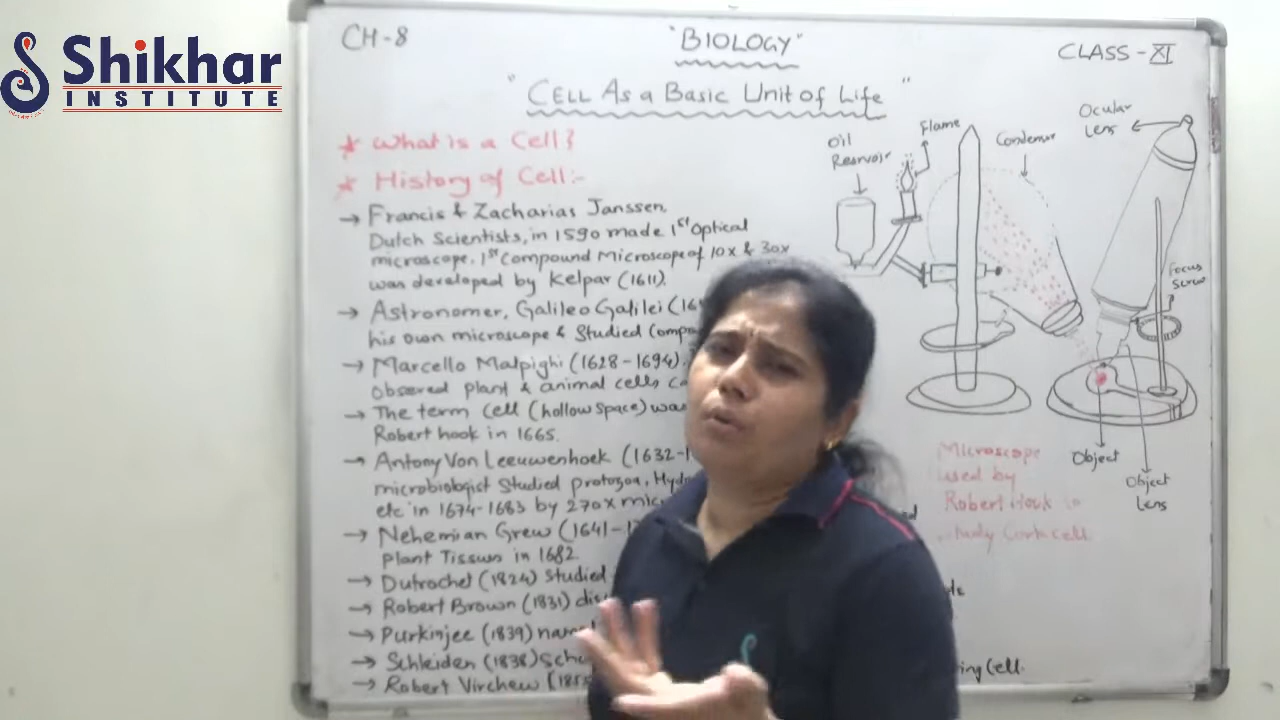 Shikhar
INSTITUTE
CH-8
"BIOLOGY"
CLASS - XI
"CELL As a Basic Unit of Life"
* What is a Cell?
* History of Cell:-
→ Francis & Zacharias Janssen,
Dutch Scientists, in 1590 made 1st Optical
microscope. 1st Compound Microscope of 10x & 30x
was developed by Kelpar (1611).
→ Astronomer, Galileo Galilei
his own microscope & Studied
→ Marcello Malpighi (1628-1694)
Obsered plant & animal cells
→ The term cell (hollow space) was
Robert hook in 1665.
→ Antony Von Leeuwenhoek (1632-
microbiologist Studied protozoa,
etc in 1674-1683 by 270x
→ Nehemian Grew (1641-
plant Tissues in 1682.
→ Dutrochet (1824) Studied
→ Robert Brown (1831)
→ Purkinjee (1839)
→ Schleiden (1838)
→ Robert Virchew
Cell.
Oil
Reservoir
Flame
Condensor
Ocular
Lens
Focus
Screw
Object
Object
Lens
Microscope
used by
Robert Hook
Study Cork cell